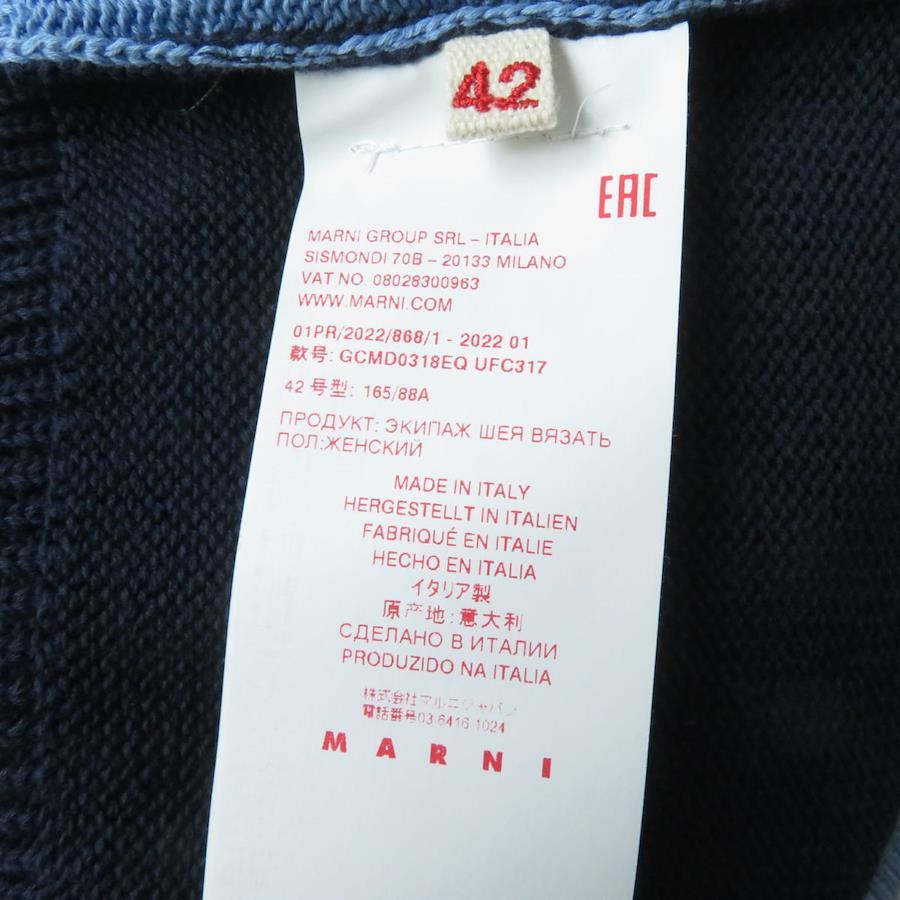 42
EAC
MARNI GROUP SRL – ITALIA
SISMONDI 70B – 20133 MILANO
VAT NO. 08028300963
WWW.MARNI.COM
01PR/2022/868/1 - 2022 01
款号: GCMD0318EQ UFC317
42 号型: 165/88A
ПРОДУКТ: ЭКИПАЖ ШЕЯ ВЯЗАТЬ
ПОЛ:ЖЕНСКИЙ
MADE IN ITALY
HERGESTELLT IN ITALIEN
FABRIQUÉ EN ITALIE
HECHO EN ITALIA
イタリア製
原产地: 意大利
СДЕЛАНО В ИТАЛИИ
PRODUZIDO NA ITALIA
株式会社マルニジャパン
電話番号03-6416-1024
MARNI